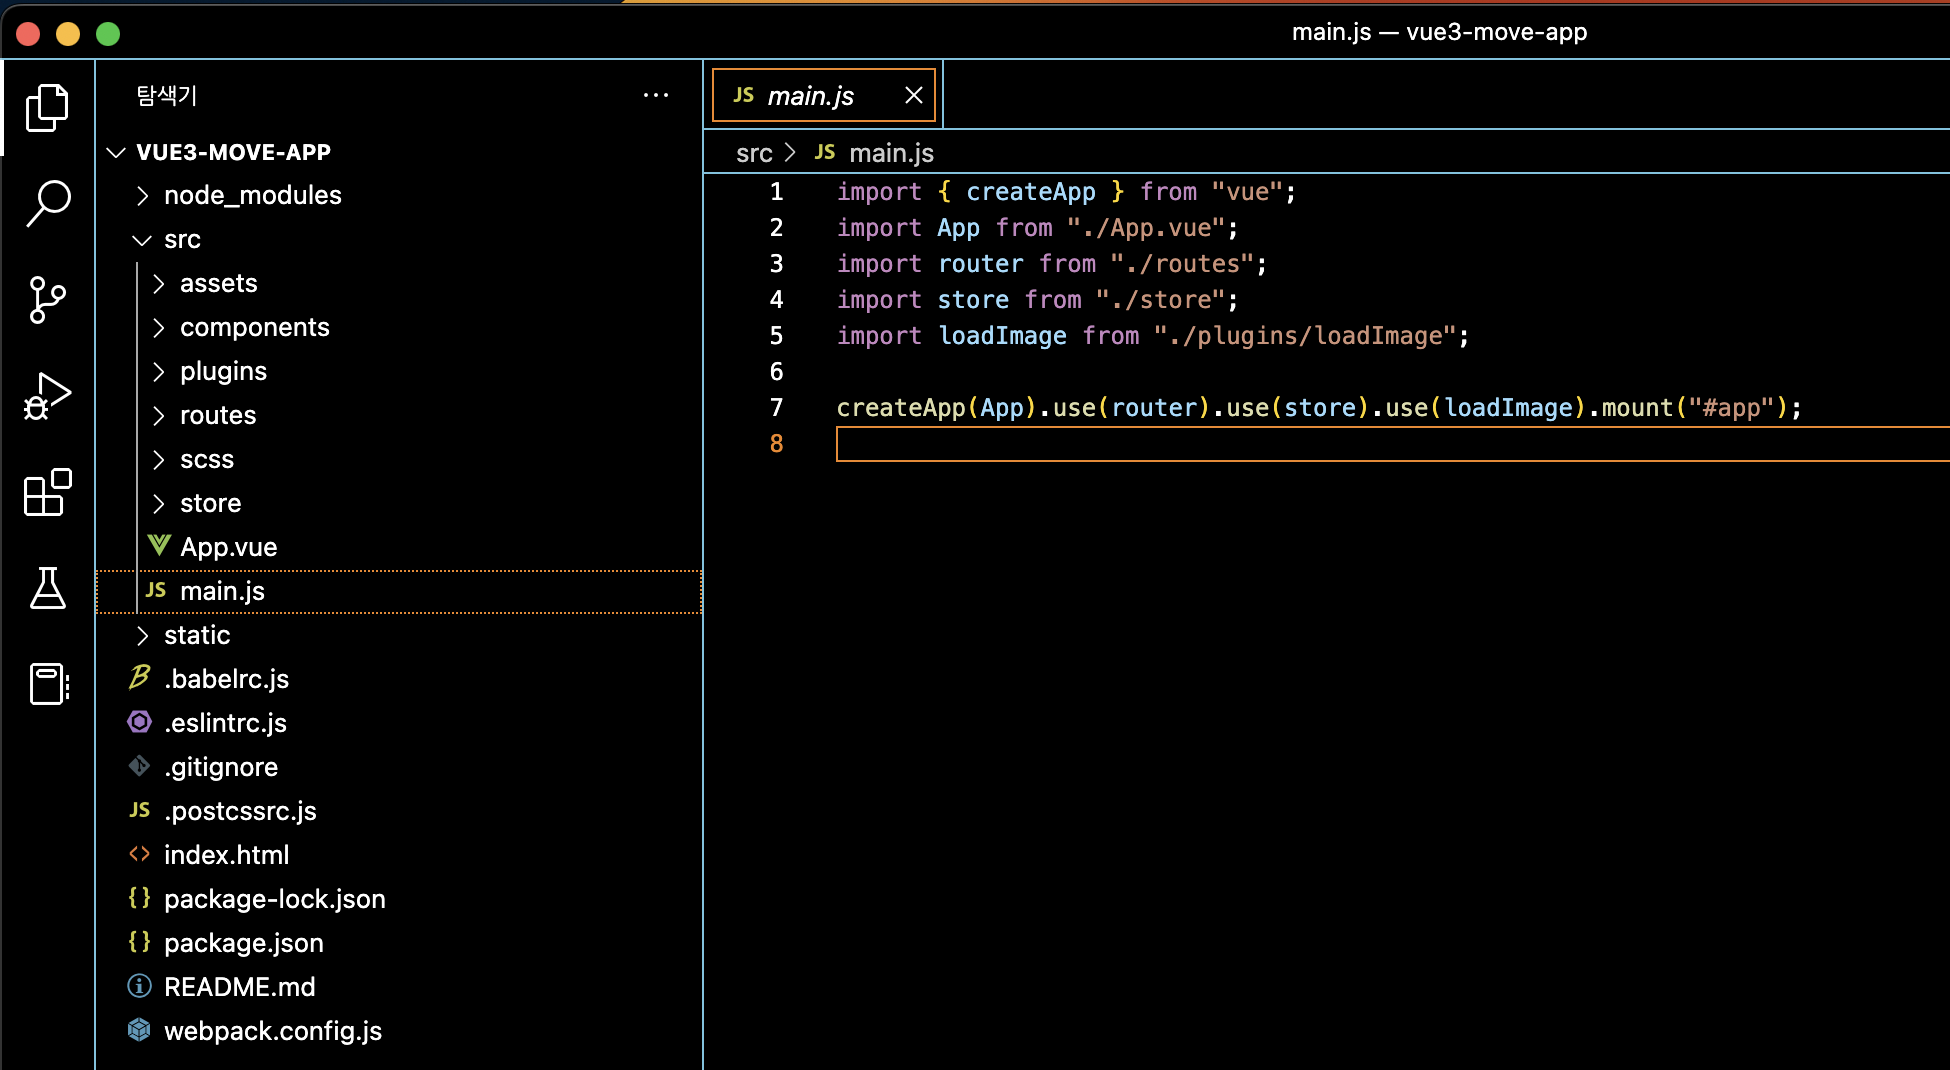 main.js — vue3-move-app
탐색기
VUE3-MOVE-APP
node_modules
src
assets
components
plugins
routes
scss
store
App.vue
JS main.js
static
.babelrc.js
.eslintrc.js
.gitignore
JS .postcssrc.js
index.html
{} package-lock.json
{} package.json
README.md
webpack.config.js
JS main.js
src > JS main.js
1 import { createApp } from "vue";
2 import App from "./App.vue";
3 import router from "./routes";
4 import store from "./store";
5 import loadImage from "./plugins/loadImage";
6
7 createApp(App).use(router).use(store).use(loadImage).mount("#app");
8